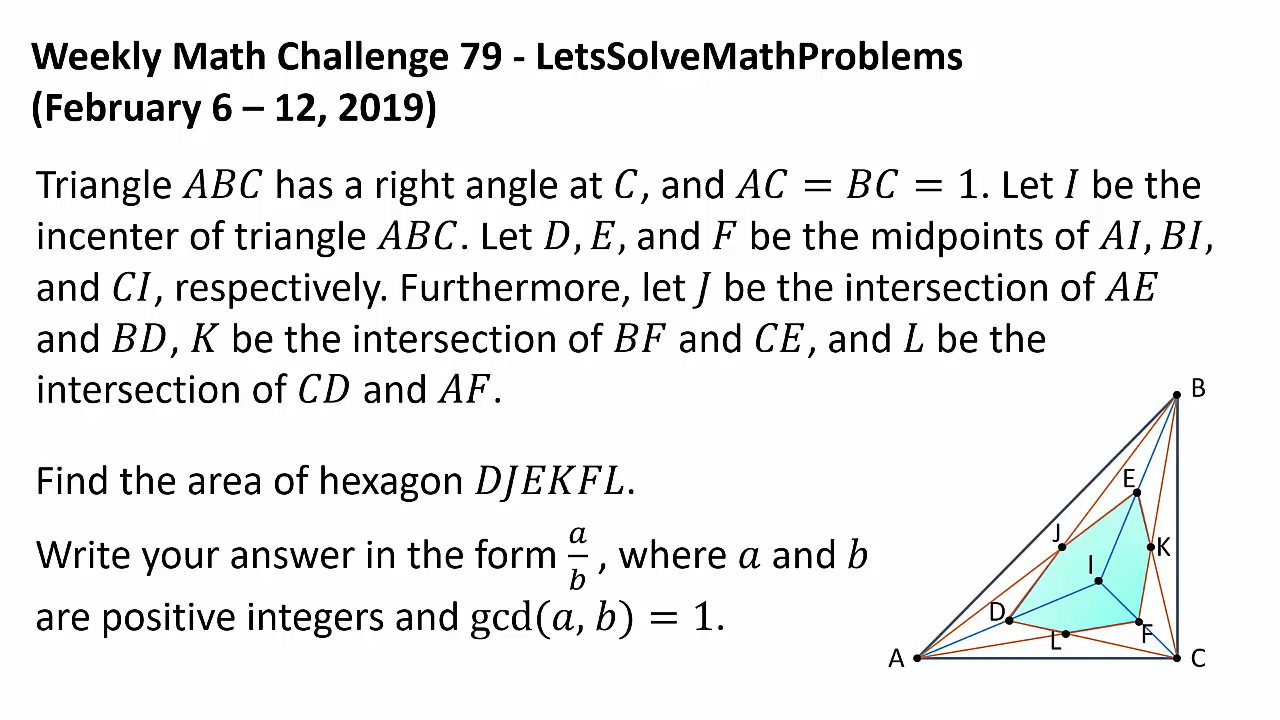 Weekly Math Challenge 79 - LetsSolveMathProblems
(February 6 – 12, 2019)
Triangle ABC has a right angle at C, and AC = BC = 1. Let I be the
incenter of triangle ABC. Let D, E, and F be the midpoints of AI, BI,
and CI, respectively. Furthermore, let J be the intersection of AE
and BD, K be the intersection of BF and CE, and L be the
intersection of CD and AF.
Find the area of hexagon DJEKFL.
Write your answer in the form a/b , where a and b
are positive integers and gcd(a, b) = 1.
B
E
J
K
I
D
F
L
A
C